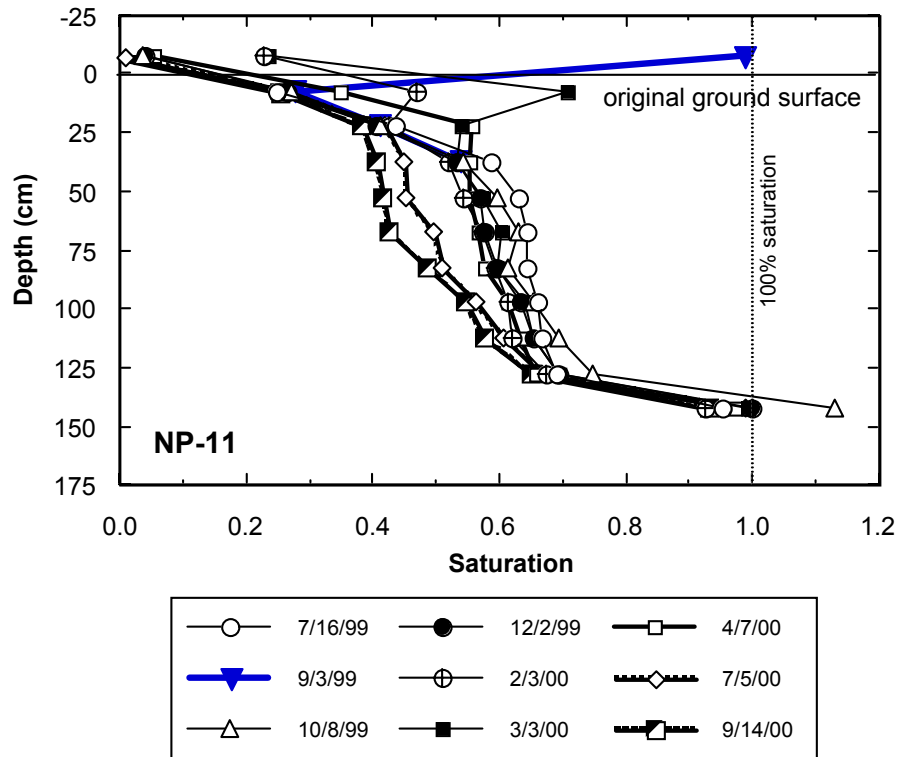 -25
0
25
50
75
100
125
150
175
Depth (cm)
original ground surface
100% saturation
NP-11
0.0 0.2 0.4 0.6 0.8 1.0 1.2
Saturation
7/16/99 12/2/99 4/7/00
9/3/99 2/3/00 7/5/00
10/8/99 3/3/00 9/14/00